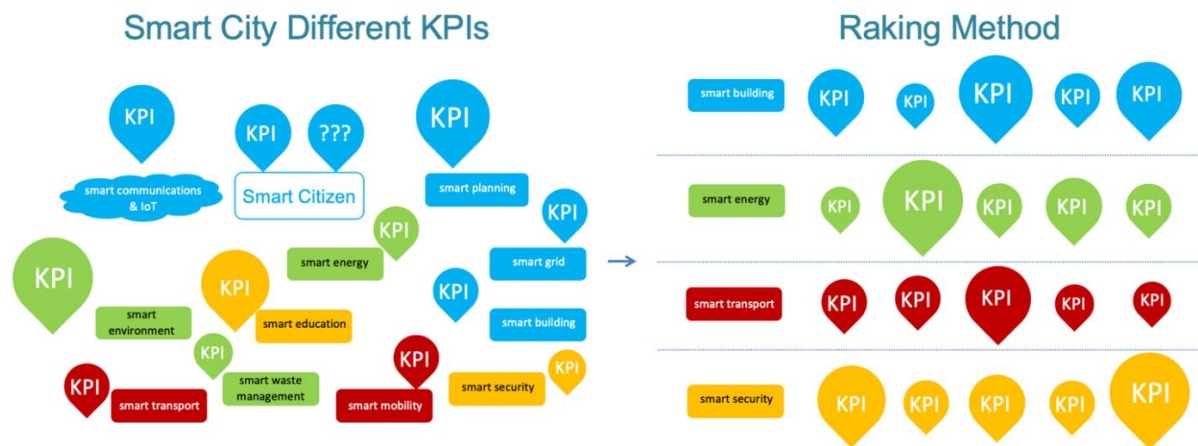 Smart City Different KPIs
KPI
KPI
???
KPI
smart communications
& IoT
Smart Citizen
smart planning
KPI
KPI
smart energy
smart grid
KPI
KPI
KPI
smart
environment
smart education
smart building
KPI
KPI
KPI
KPI
smart transport
smart waste
management
smart mobility
smart security
Raking Method
smart building
KPI
KPI
KPI
KPI
KPI
smart energy
KPI
KPI
KPI
KPI
KPI
smart transport
KPI
KPI
KPI
KPI
KPI
smart security
KPI
KPI
KPI
KPI
KPI